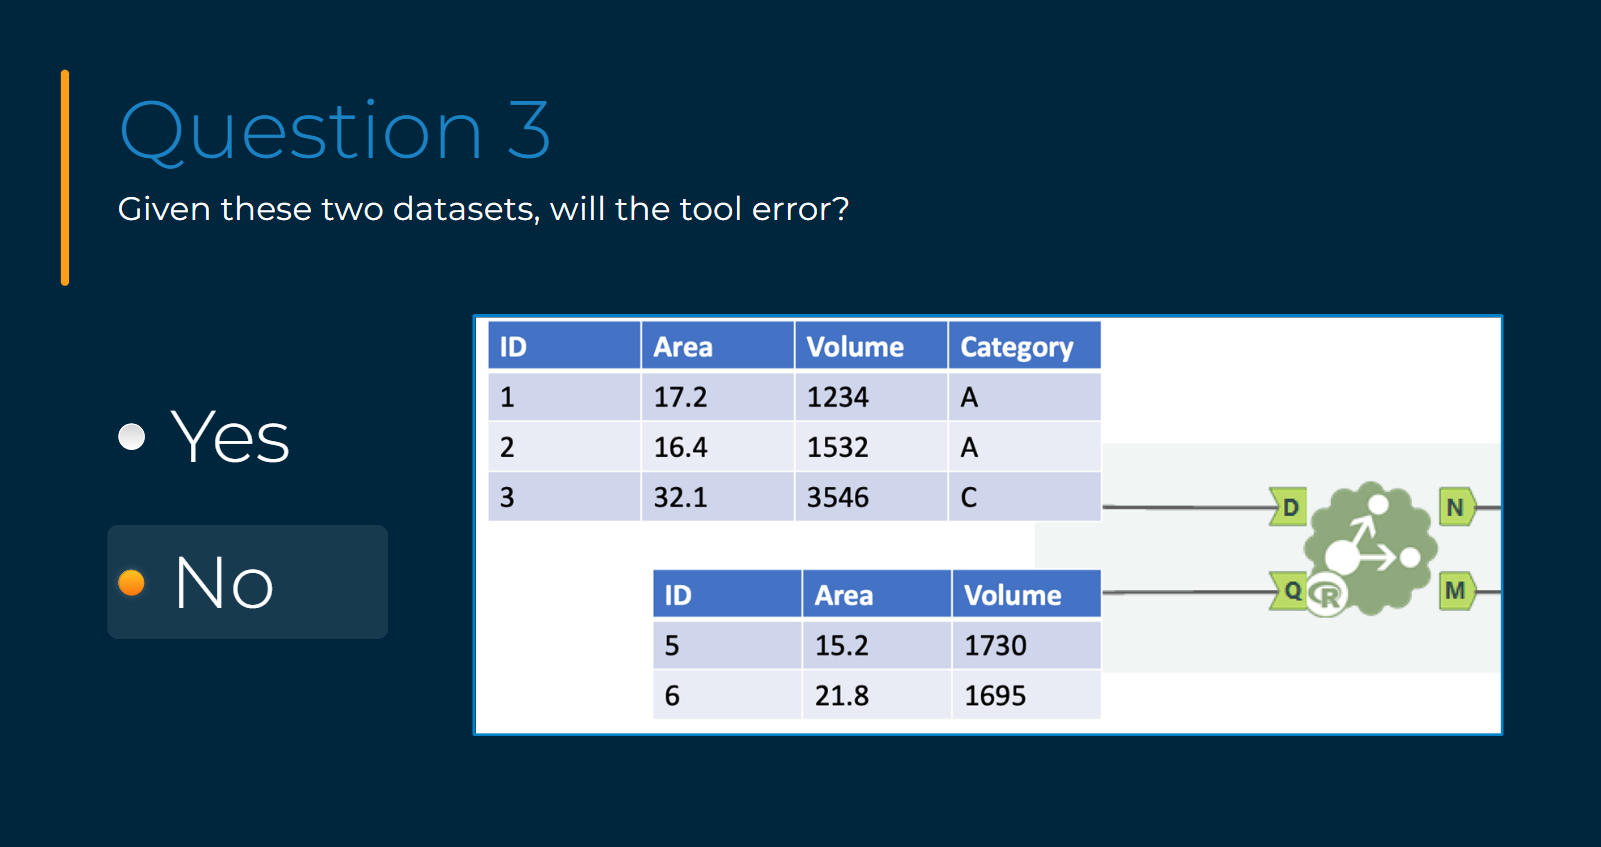 Question 3
Given these two datasets, will the tool error?
Yes
No
ID Area Volume Category
1 17.2 1234 A
2 16.4 1532 A
3 32.1 3546 C
D N
Q R M
ID Area Volume
5 15.2 1730
6 21.8 1695